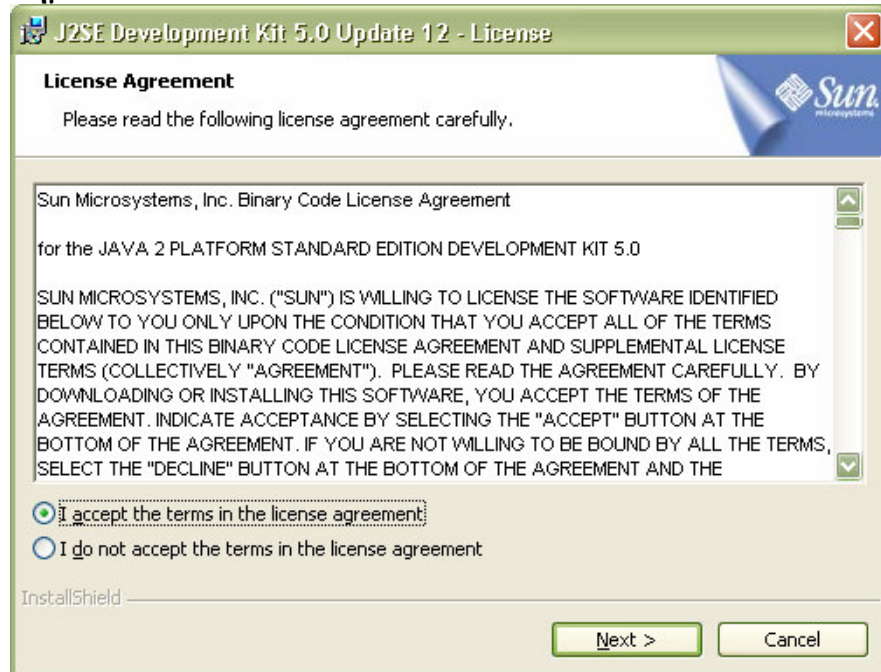 J2SE Development Kit 5.0 Update 12 - License
License Agreement
Please read the following license agreement carefully.
Sun
microsystems
Sun Microsystems, Inc. Binary Code License Agreement
for the JAVA 2 PLATFORM STANDARD EDITION DEVELOPMENT KIT 5.0
SUN MICROSYSTEMS, INC. ("SUN") IS WILLING TO LICENSE THE SOFTWARE IDENTIFIED
BELOW TO YOU ONLY UPON THE CONDITION THAT YOU ACCEPT ALL OF THE TERMS
CONTAINED IN THIS BINARY CODE LICENSE AGREEMENT AND SUPPLEMENTAL LICENSE
TERMS (COLLECTIVELY "AGREEMENT").  PLEASE READ THE AGREEMENT CAREFULLY.  BY
DOWNLOADING OR INSTALLING THIS SOFTWARE, YOU ACCEPT THE TERMS OF THE
AGREEMENT. INDICATE ACCEPTANCE BY SELECTING THE "ACCEPT" BUTTON AT THE
BOTTOM OF THE AGREEMENT. IF YOU ARE NOT WILLING TO BE BOUND BY ALL THE TERMS,
SELECT THE "DECLINE" BUTTON AT THE BOTTOM OF THE AGREEMENT AND THE
I accept the terms in the license agreement
I do not accept the terms in the license agreement
InstallShield
Next >
Cancel